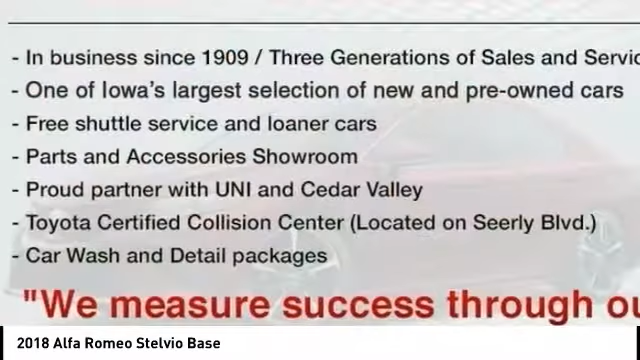 - In business since 1909 / Three Generations of Sales and
- One of Iowa's largest selection of new and pre-owned cars
- Free shuttle service and loaner cars
- Parts and Accessories Showroom
- Proud partner with UNI and Cedar Valley
- Toyota Certified Collision Center (Located on Seerly Blvd.)
- Car Wash and Detail packages
"We measure success through
2018 Alfa Romeo Stelvio Base